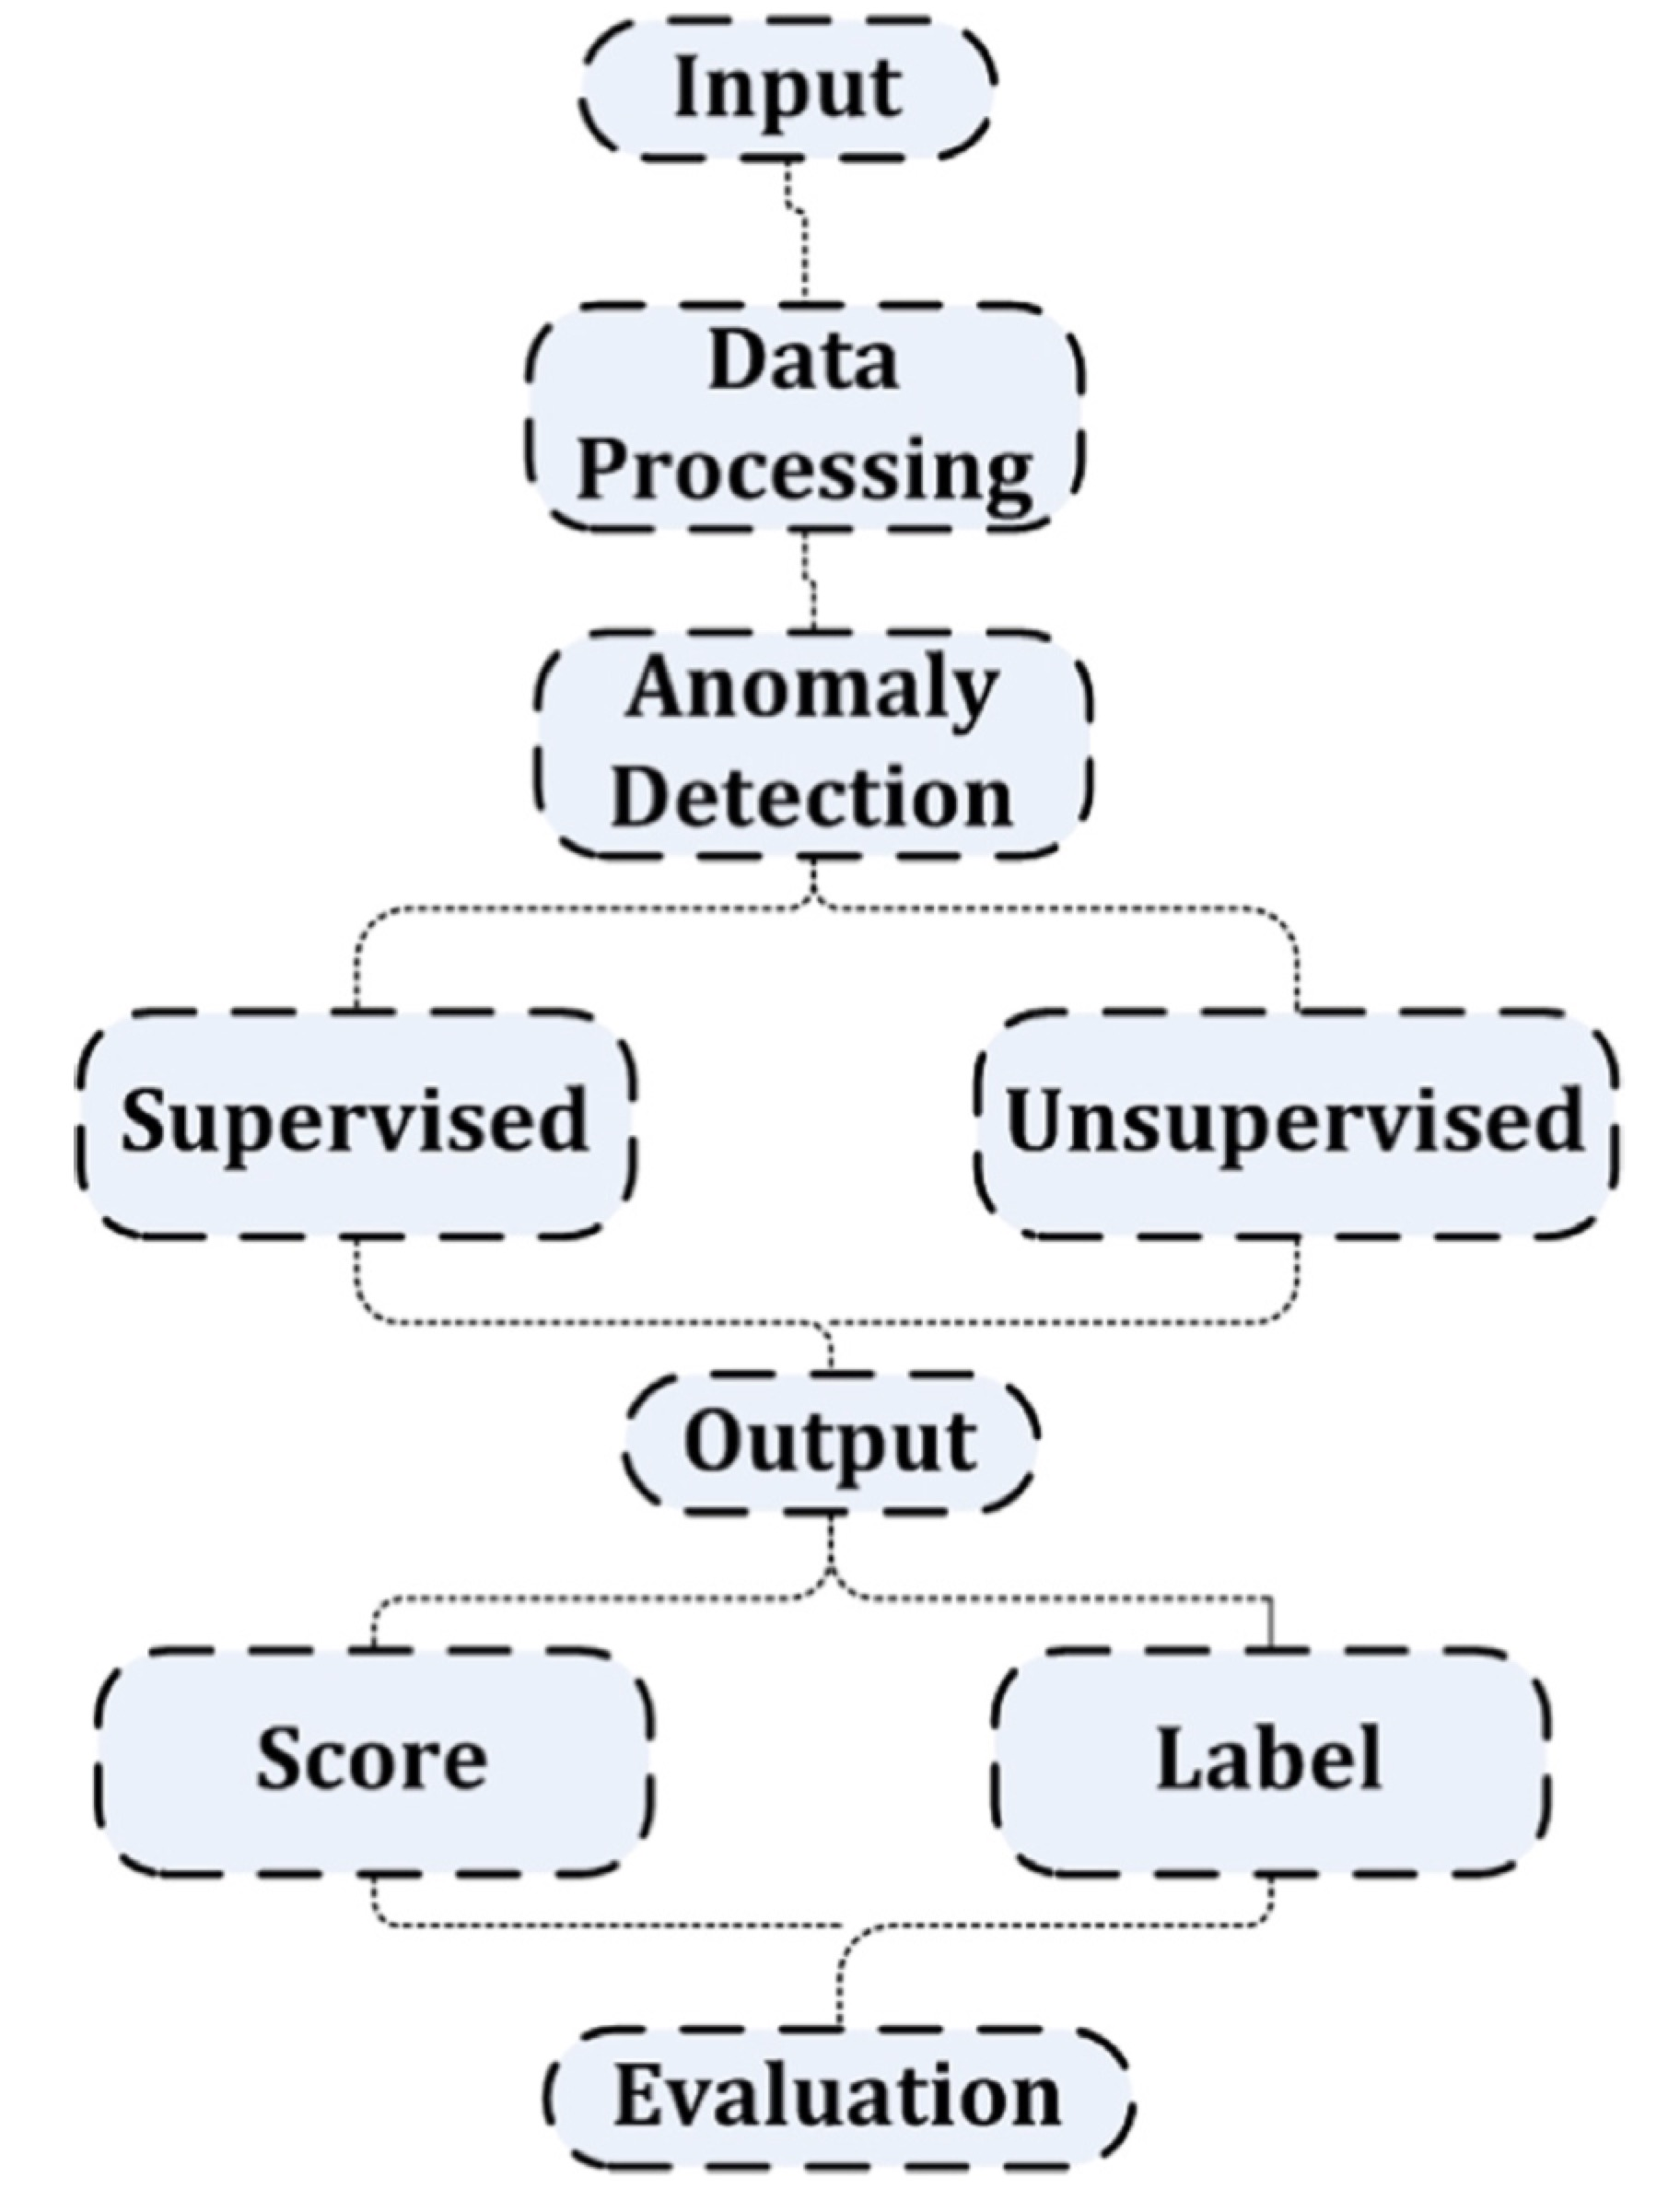 Input
Data
Processing
Anomaly
Detection
Supervised
Unsupervised
Output
Score
Label
Evaluation